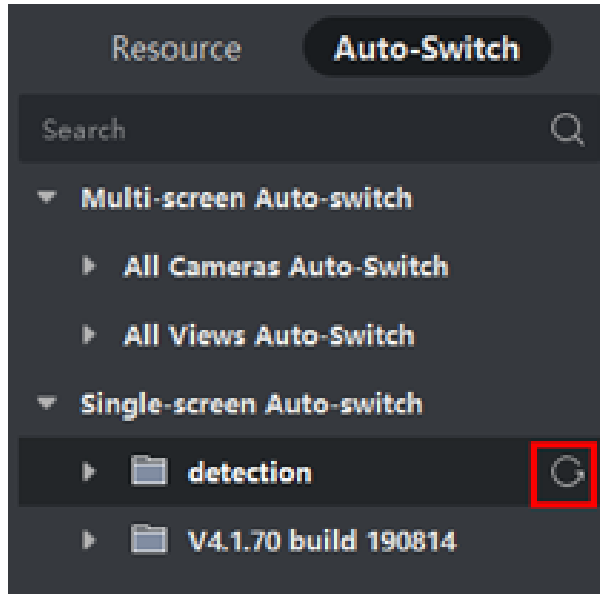 Resource Auto-Switch
Search
Multi-screen Auto-switch
All Cameras Auto-Switch
All Views Auto-Switch
Single-screen Auto-switch
detection
V4.1.70 build 190814